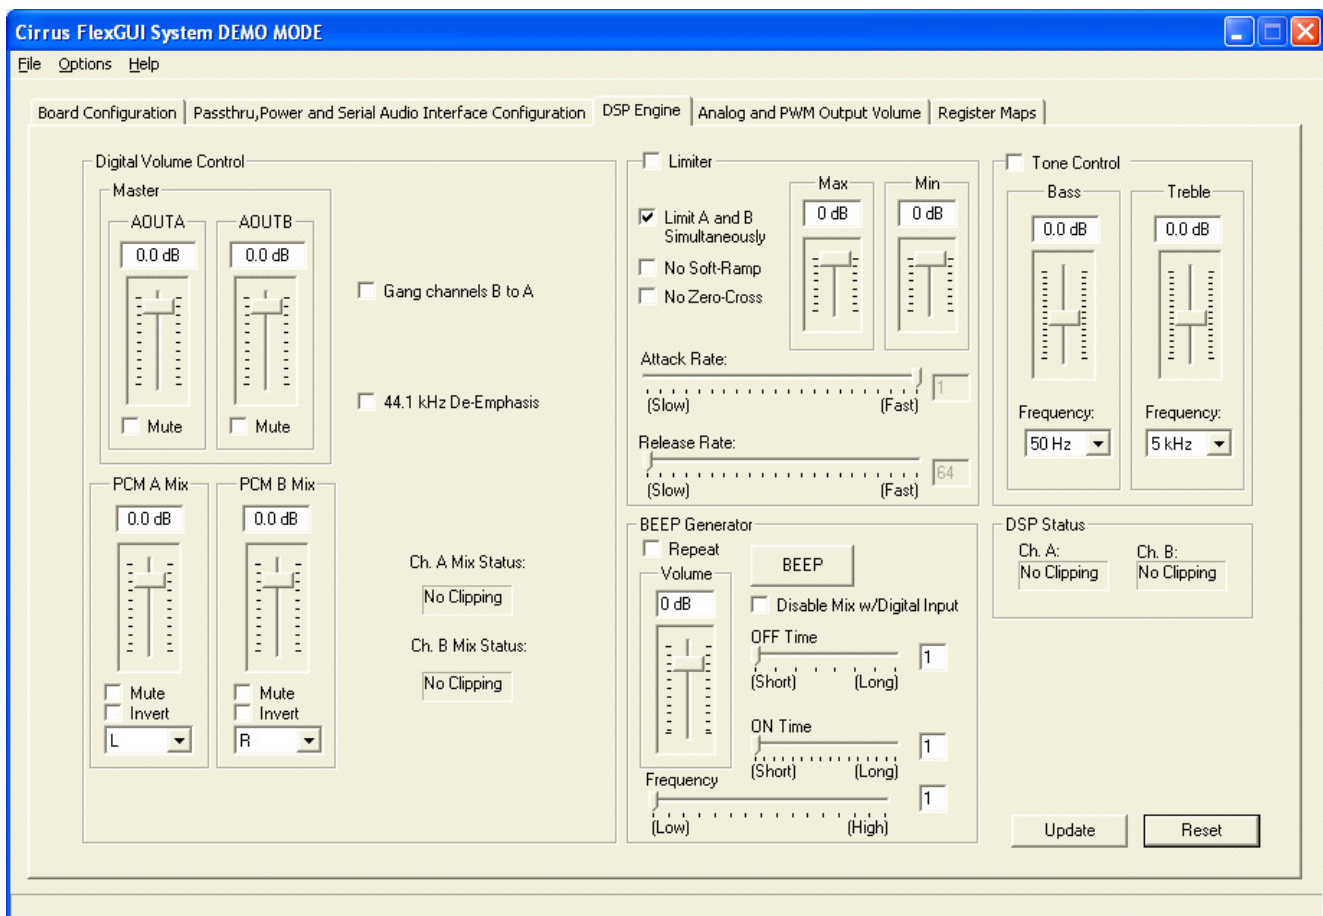 Cirrus FlexGUI System DEMO MODE
File Options Help
Board Configuration
Passthru,Power and Serial Audio Interface Configuration
DSP Engine
Analog and PWM Output Volume
Register Maps
Digital Volume Control
Master
AOUTA
0.0 dB
Mute
AOUTB
0.0 dB
Mute
Gang channels B to A
44.1 kHz De-Emphasis
PCM A Mix
0.0 dB
Mute
Invert
L
PCM B Mix
0.0 dB
Mute
Invert
R
Ch. A Mix Status:
No Clipping
Ch. B Mix Status:
No Clipping
Limiter
Limit A and B
Simultaneously
No Soft-Ramp
No Zero-Cross
Max
0 dB
Min
0 dB
Attack Rate:
1
(Slow) (Fast)
Release Rate:
64
(Slow) (Fast)
BEEP Generator
Repeat
Volume
0 dB
BEEP
Disable Mix w/Digital Input
OFF Time
1
(Short) (Long)
ON Time
1
(Short) (Long)
Frequency
1
(Low) (High)
Tone Control
Bass
0.0 dB
Frequency:
50 Hz
Treble
0.0 dB
Frequency:
5 kHz
DSP Status
Ch. A:
No Clipping
Ch. B:
No Clipping
Update
Reset